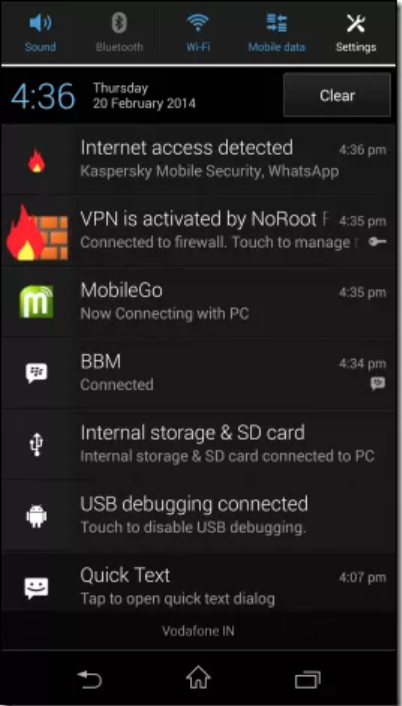 Sound Bluetooth Wi-Fi Mobile data Settings
4:36 Thursday
20 February 2014 Clear
Internet access detected 4:36 pm
Kaspersky Mobile Security, WhatsApp
VPN is activated by NoRoot F 4:35 pm
Connected to firewall. Touch to manage t
MobileGo 4:35 pm
Now Connecting with PC
BBM 4:34 pm
Connected
Internal storage & SD card
Internal storage & SD card connected to PC
USB debugging connected
Touch to disable USB debugging.
Quick Text 4:07 pm
Tap to open quick text dialog
Vodafone IN